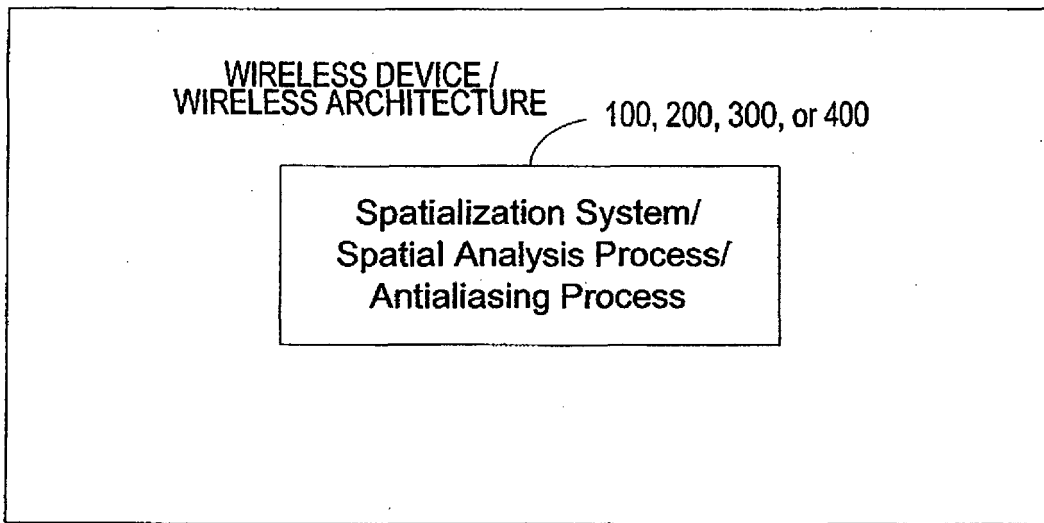 WIRELESS DEVICE /
WIRELESS ARCHITECTURE
100, 200, 300, or 400
Spatialization System/
Spatial Analysis Process/
Antialiasing Process